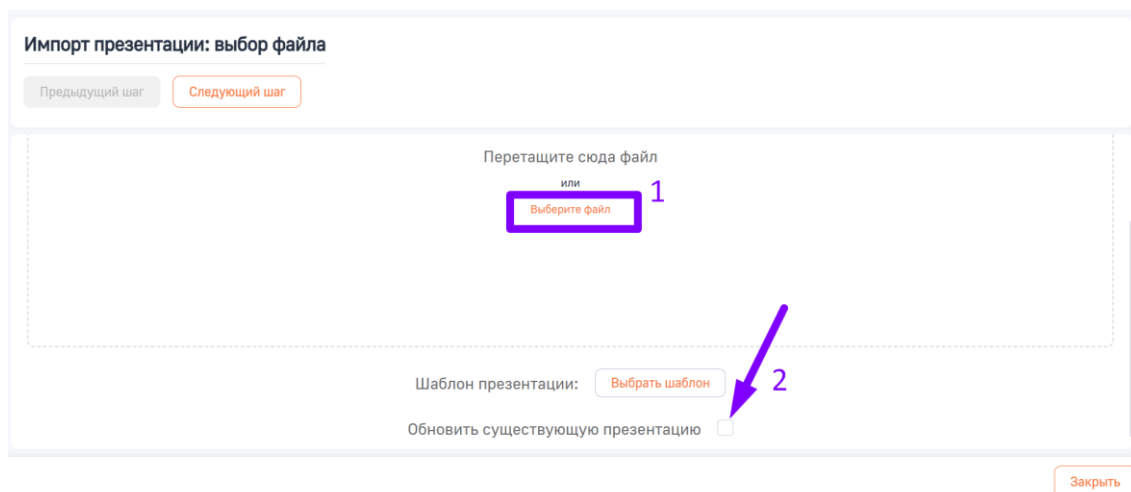 Импорт презентации: выбор файла
Предыдущий шаг Следующий шаг
Перетащите сюда файл
или
1
Выберите файл
Шаблон презентации: Выбрать шаблон 2
Обновить существующую презентацию
Закрыть